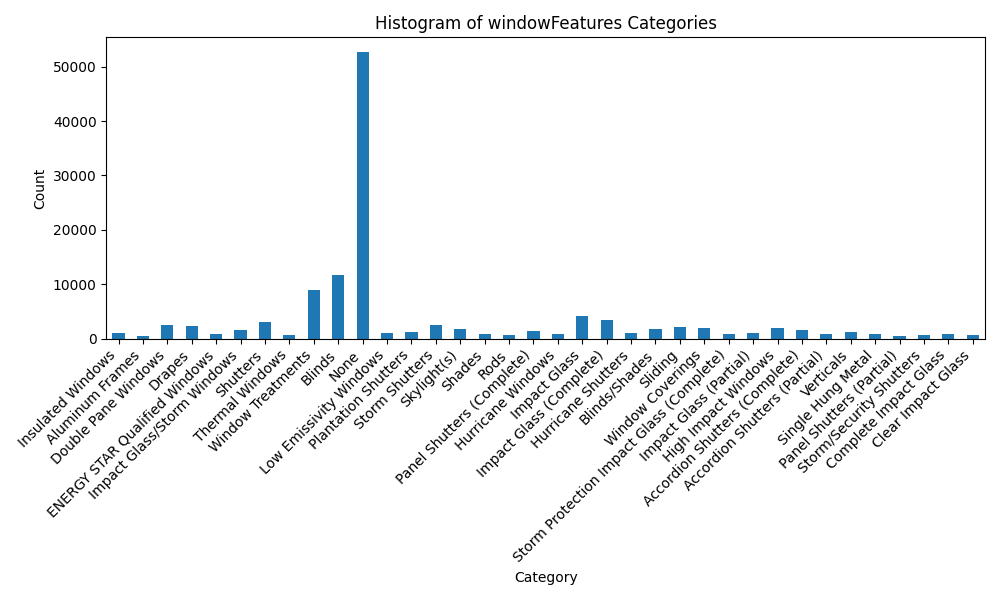 Histogram of windowFeatures Categories
Count
50000
40000
30000
20000
10000
0
Insulated Windows
Aluminum Frames
Double Pane Windows
Drapes
ENERGY STAR Qualified Windows
Impact Glass/Storm Windows
Shutters
Thermal Windows
Window Treatments
Blinds
None
Low Emissivity Windows
Plantation Shutters
Storm Shutters
Skylight(s)
Shades
Rods
Panel Shutters (Complete)
Hurricane Windows
Impact Glass
Impact Glass (Complete)
Hurricane Shutters
Blinds/Shades
Sliding
Window Coverings
Storm Protection Impact Glass (Complete)
Impact Glass (Partial)
High Impact Windows
Accordion Shutters (Complete)
Accordion Shutters (Partial)
Verticals
Single Hung Metal
Panel Shutters (Partial)
Storm/Security Shutters
Complete Impact Glass
Clear Impact Glass
Category